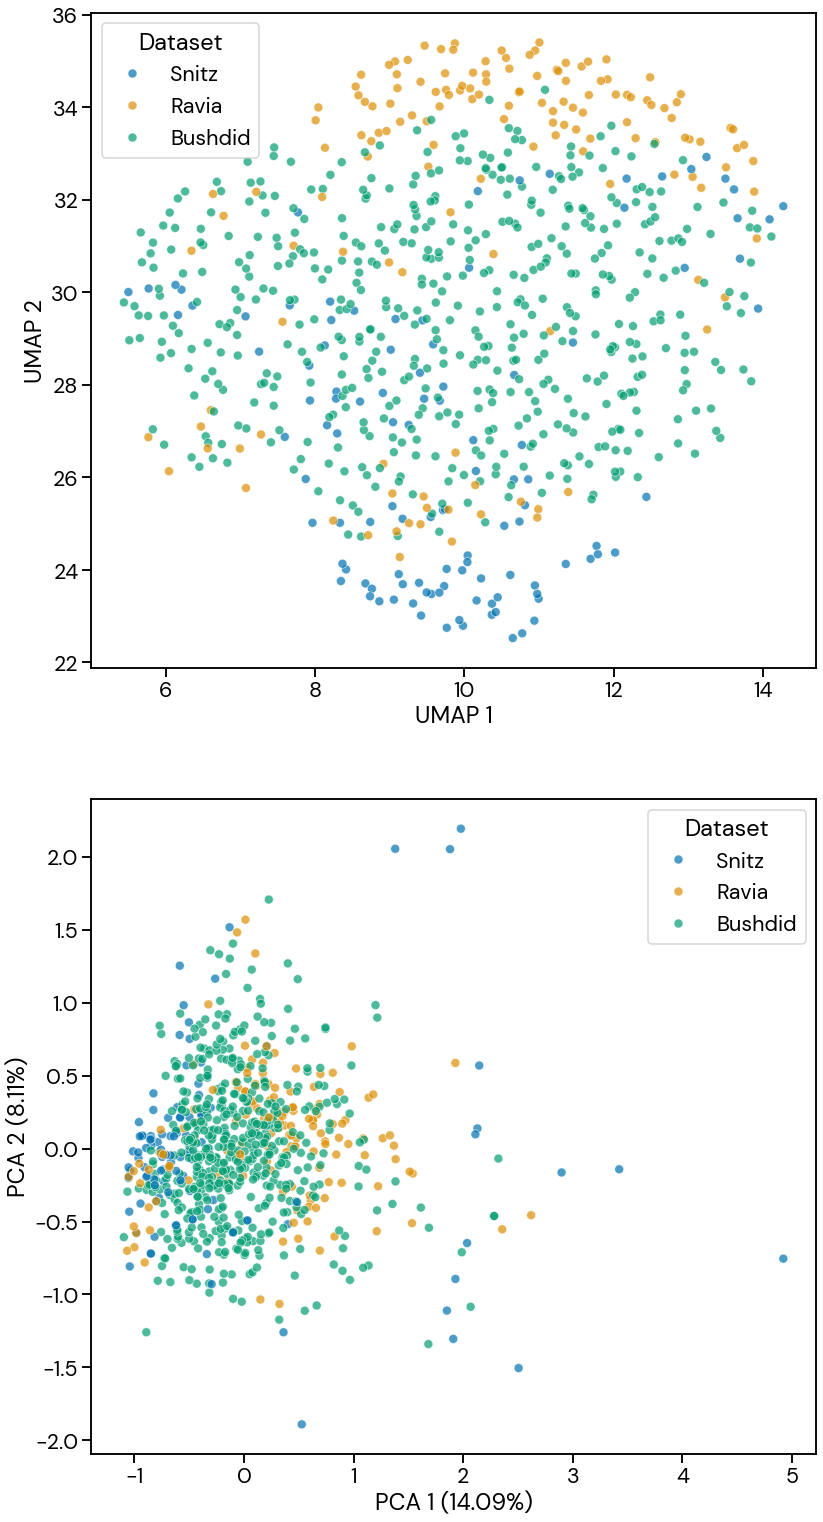 36
34
32
30
28
26
24
22
UMAP 2
Dataset
Snitz
Ravia
Bushdid
6 8 10 12 14
UMAP 1
2.0
1.5
1.0
0.5
0.0
−0.5
−1.0
−1.5
−2.0
PCA 2 (8.11%)
Dataset
Snitz
Ravia
Bushdid
−1 0 1 2 3 4 5
PCA 1 (14.09%)